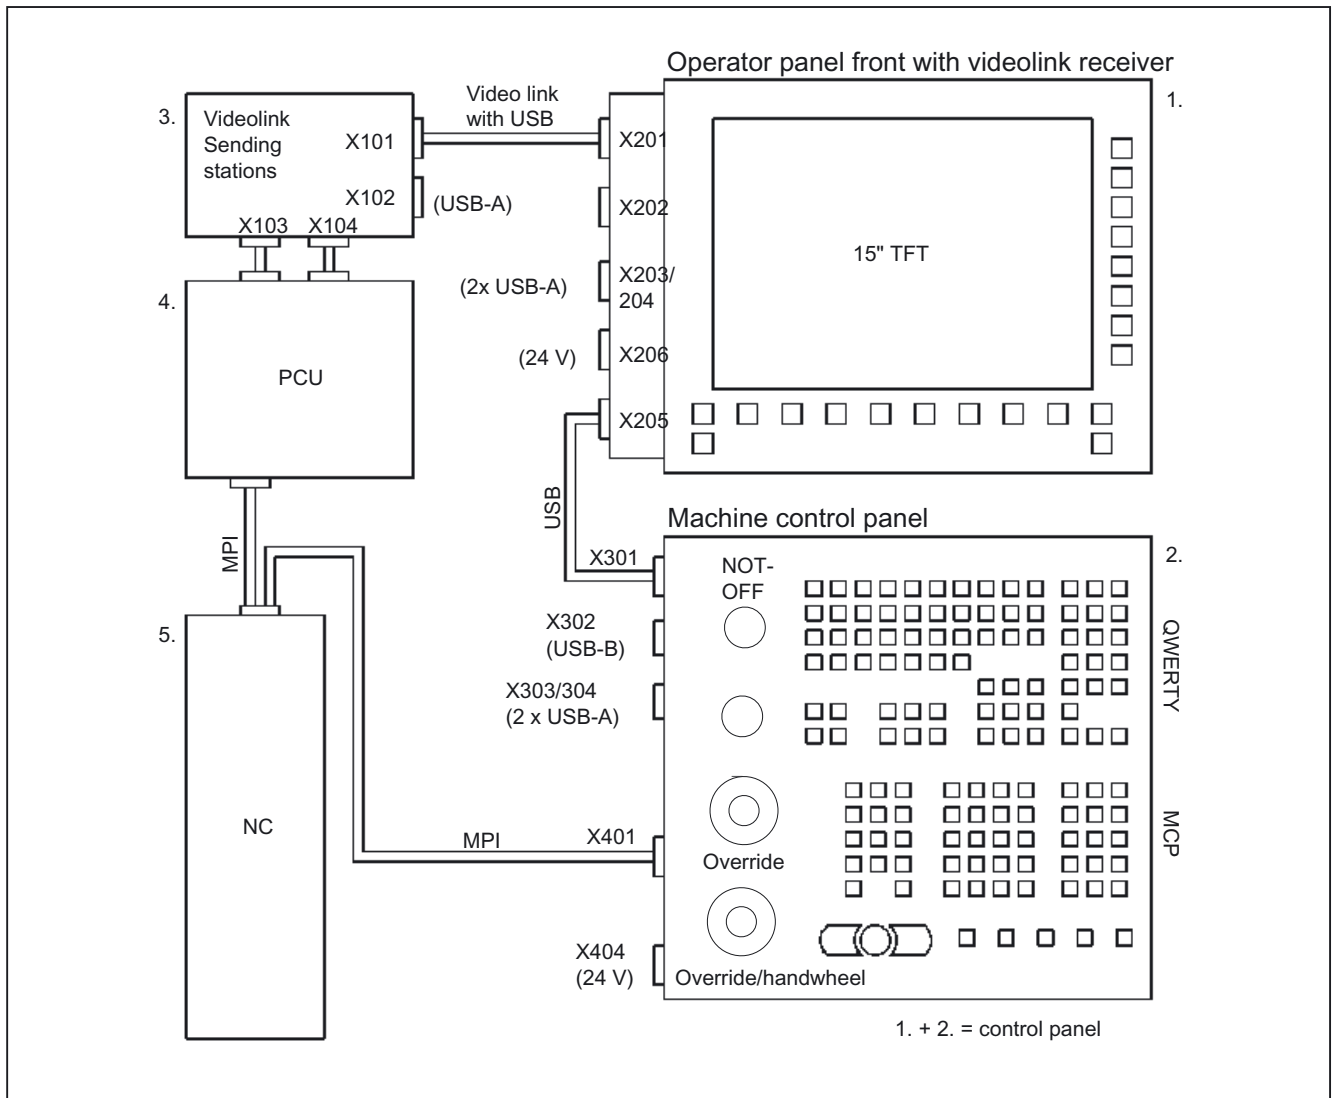 Operator panel front with videolink receiver
1.
3.
Videolink
Sending
stations
X101
X102
X103
X104
Video link
with USB
(USB-A)
X201
X202
(2x USB-A)
X203/
204
(24 V)
X206
X205
15" TFT
4.
PCU
USB
MPI
Machine control panel
2.
X301
NOT-
OFF
X302
(USB-B)
X303/304
(2 x USB-A)
QWERTY
5.
NC
MPI
X401
Override
MCP
X404
(24 V)
Override/handwheel
1. + 2. = control panel